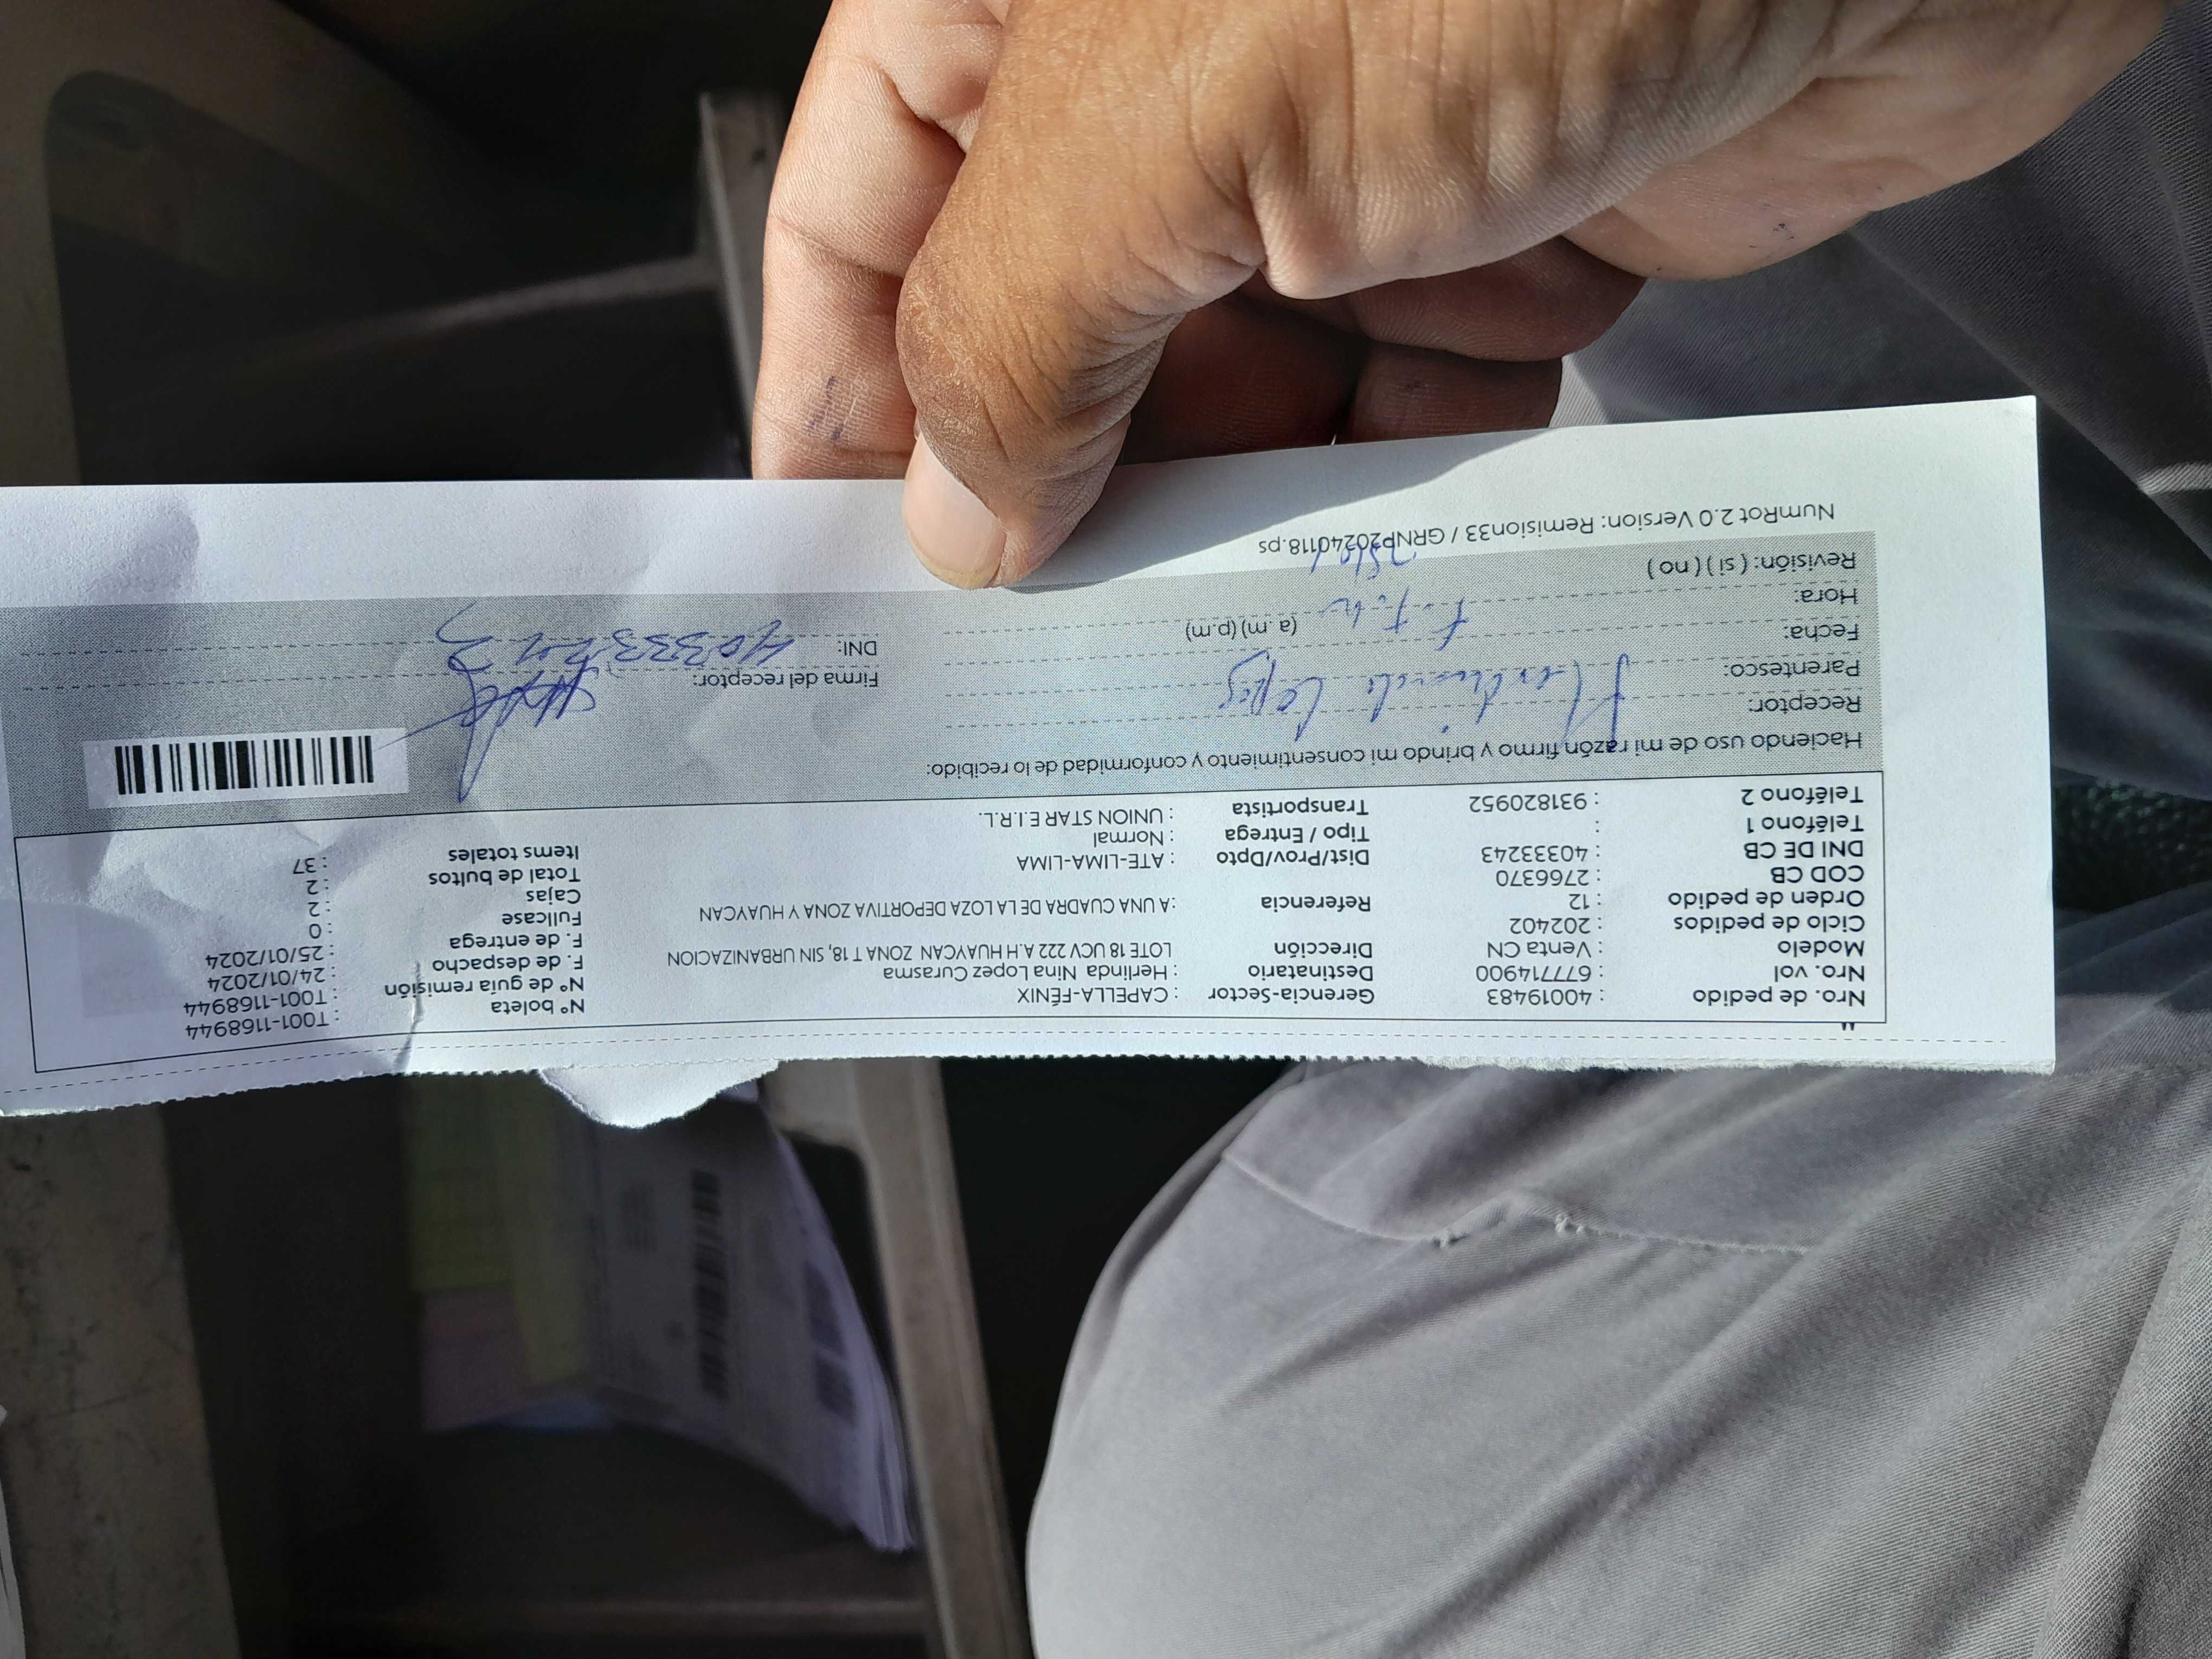 Nro. de pedido : 40019483 Gerencia-Sector : CAPELLA-FÉNIX Nº boleta : T001-1168944
Nro. vol : 677714900 Destinatario : Herlinda Nina Lopez Curasma Nº de guía remisión : T001-1168944
Modelo : Venta CN Dirección LOTE 18 UCV 222 A.H HUAYCAN ZONA T 18, SIN URBANIZACION F. de despacho : 24/01/2024
Ciclo de pedidos : 202402 F. de entrega : 25/01/2024
Orden de pedido : 12 Referencia : A UNA CUADRA DE LA LOZA DEPORTIVA ZONA V HUAYCAN Fullcase : 0
COD CB : 2766370 Cajas : 2
DNI DE CB : 40333243 Dist/Prov/Dpto : ATE-LIMA-LIMA Total de bultos : 2
Teléfono 1 : Tipo / Entrega : Normal Items totales : 37
Teléfono 2 : 931820952 Transportista : UNION STAR E.I.R.L.
Haciendo uso de mi razón firmo y brindo mi consentimiento y conformidad de lo recibido:
Receptor: Lopez
Parentesco: Firma del receptor:
Fecha: DNI:
Hora: (a. m) (p.m)
Revisión: ( si ) ( no )
NumRot 2.0 Version: Remision33 / GRNP20240118.ps